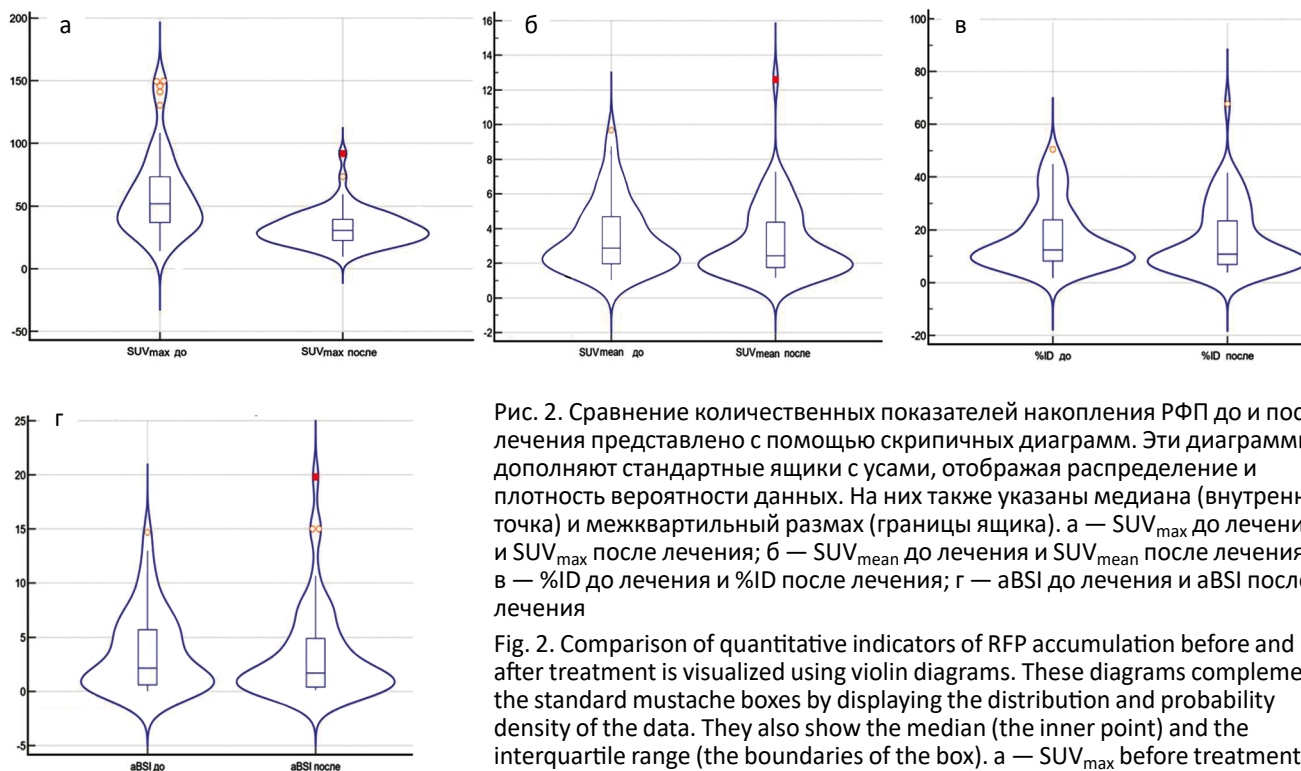 а
200
150
100
50
0
-50
SUVmax до
SUVmax после
б
16
14
12
10
8
6
4
2
0
-2
SUVmean до
SUVmean после
в
100
80
60
40
20
0
-20
%ID до
%ID после
г
25
20
15
10
5
0
-5
aBSI до
aBSI после
Рис. 2. Сравнение количественных показателей накопления РФП до и пос
лечения представлено с помощью скрипичных диаграмм. Эти диаграмм
дополняют стандартные ящики с усами, отображая распределение и
плотность вероятности данных. На них также указаны медиана (внутренн
точка) и межквартильный размах (границы ящика). а — SUVmax до лечени
и SUVmax после лечения; б — SUVmean до лечения и SUVmean после лечения
в — %ID до лечения и %ID после лечения; г — aBSI до лечения и aBSI после
лечения
Fig. 2. Comparison of quantitative indicators of RFP accumulation before and
after treatment is visualized using violin diagrams. These diagrams compleme
the standard mustache boxes by displaying the distribution and probability
density of the data. They also show the median (the inner point) and the
interquartile range (the boundaries of the box). a — SUVmax before treatment